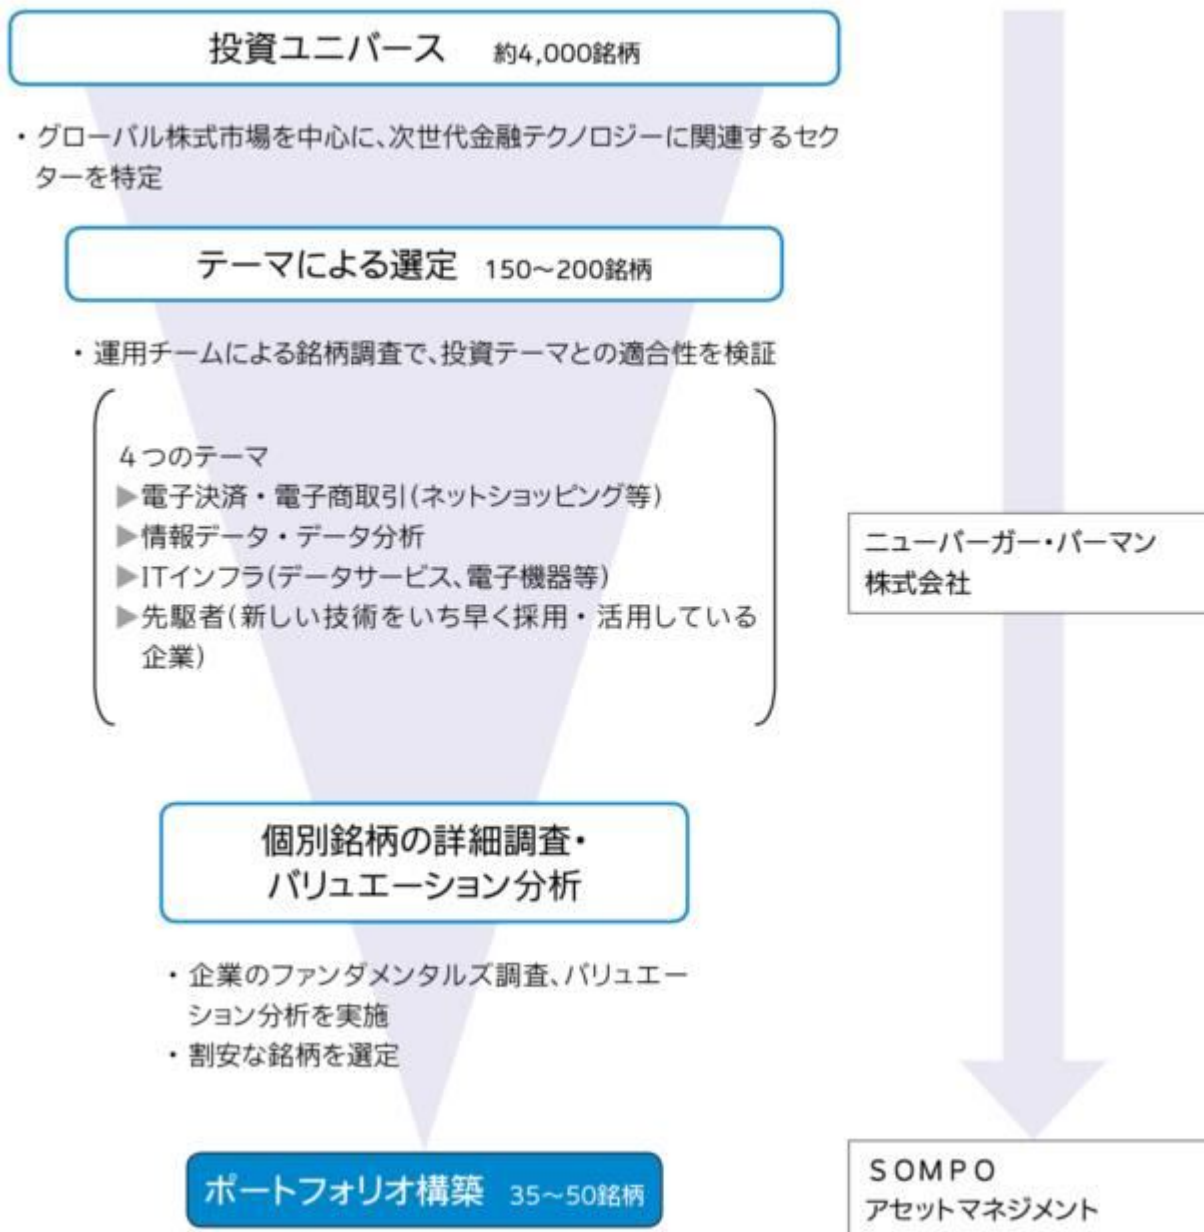 投資ユニバース 約4,000銘柄
・グローバル株式市場を中心に、次世代金融テクノロジーに関連するセク
ターを特定
テーマによる選定 150～200銘柄
・運用チームによる銘柄調査で、投資テーマとの適合性を検証
4つのテーマ
▶電子決済・電子商取引(ネットショッピング等)
▶情報データ・データ分析
▶ITインフラ(データサービス、電子機器等)
▶先駆者(新しい技術をいち早く採用・活用している
企業)
ニューバーガー・バーマン
株式会社
個別銘柄の詳細調査・
バリュエーション分析
・企業のファンダメンタルズ調査、バリュエー
ション分析を実施
・割安な銘柄を選定
ポートフォリオ構築 35～50銘柄
SOMPO
アセットマネジメント